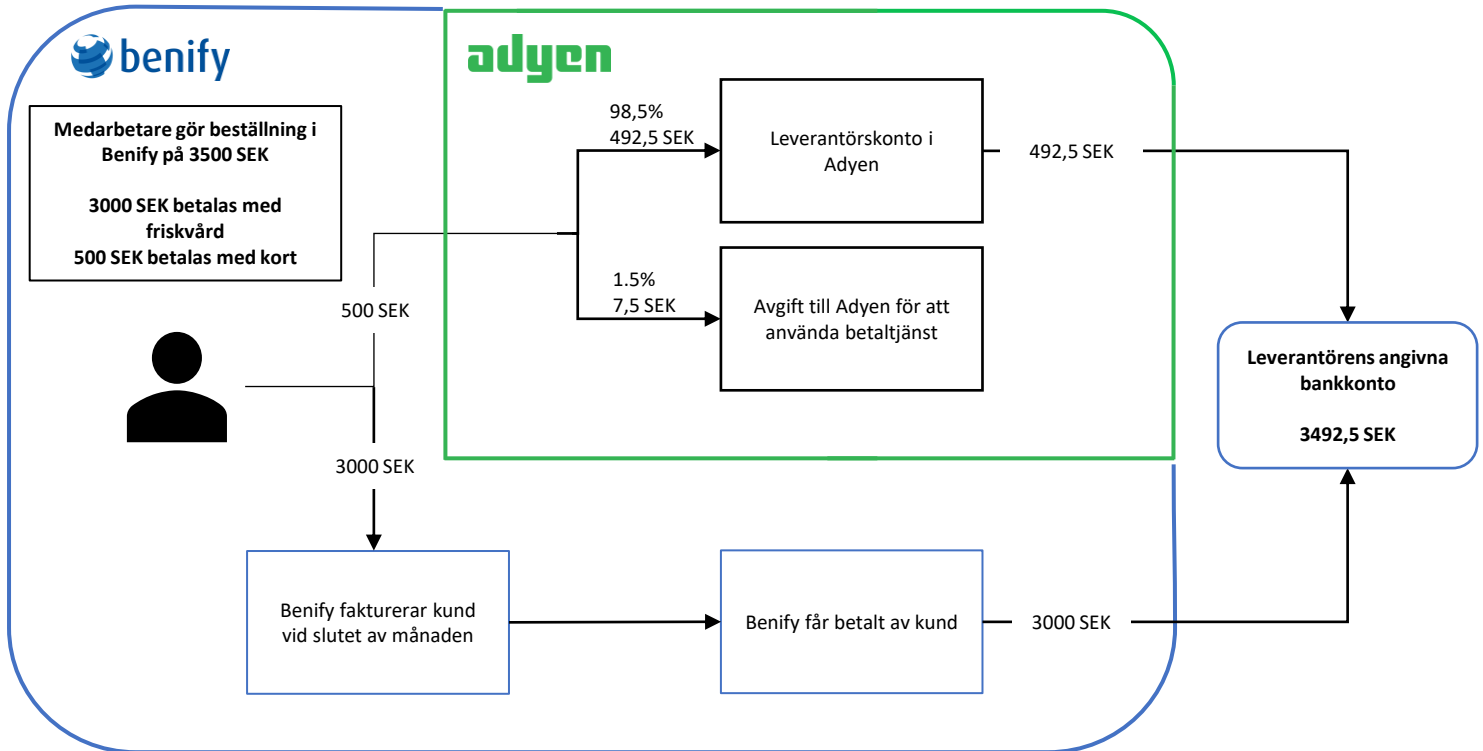 benify
adyen
Medarbetare gör beställning i
Benify på 3500 SEK
3000 SEK betalas med
friskvård
500 SEK betalas med kort
98,5%
492,5 SEK
Leverantörskonto i
Adyen
492,5 SEK
500 SEK
1.5%
7,5 SEK
Avgift till Adyen för att
använda betaltjänst
Leverantörens angivna
bankkonto
3492,5 SEK
3000 SEK
Benify fakturerar kund
vid slutet av månaden
Benify får betalt av kund
3000 SEK